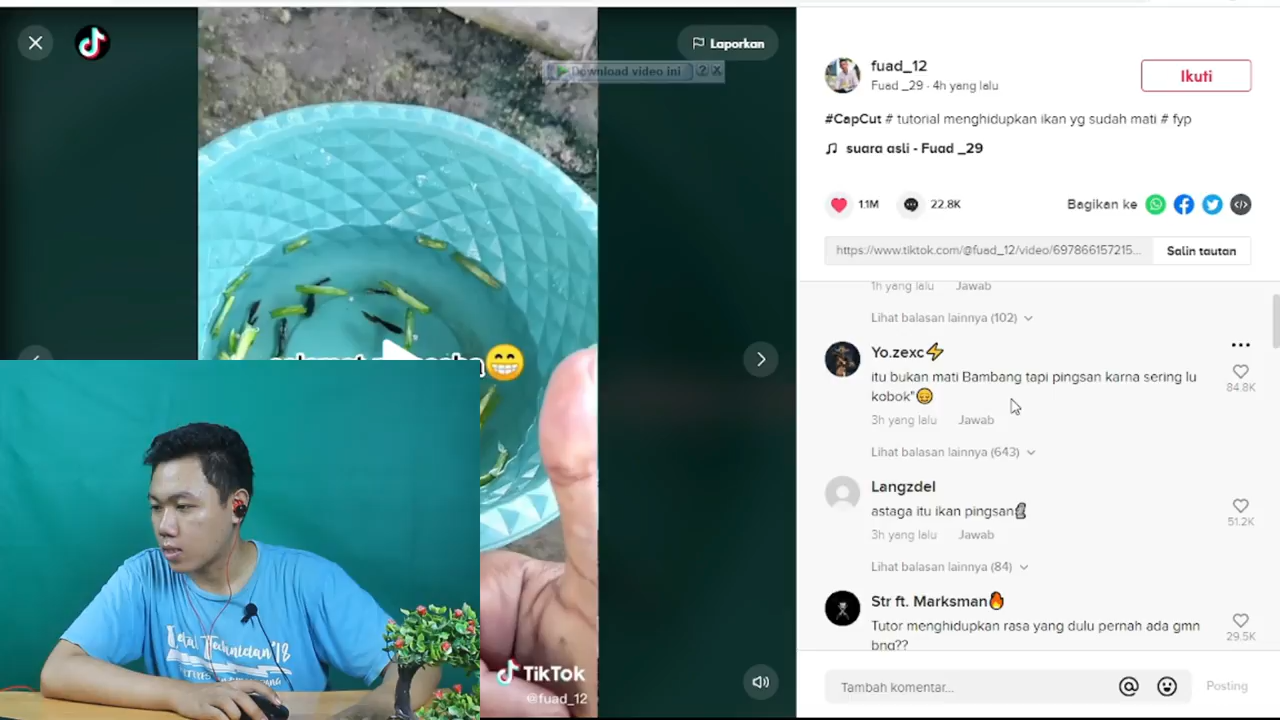 Laporkan
Download video ini
?
X
TikTok
@fuad_12
fuad_12
Fuad _29 · 4h yang lalu
Ikuti
#CapCut # tutorial menghidupkan ikan yg sudah mati # fyp
suara asli - Fuad _29
1.1M
22.8K
Bagikan ke
https://www.tiktok.com/@fuad_12/video/697866157215...
Salin tautan
1h yang lalu Jawab
Lihat balasan lainnya (102)
Yo.zexc⚡
itu bukan mati Bambang tapi pingsan karna sering lu
kobok"😄
84.8K
3h yang lalu Jawab
Lihat balasan lainnya (643)
Langzdel
astaga itu ikan pingsan🗿
51.2K
3h yang lalu Jawab
Lihat balasan lainnya (84)
Str ft. Marksman🔥
Tutor menghidupkan rasa yang dulu pernah ada gmn
bng??
29.5K
Tambah komentar...
Posting